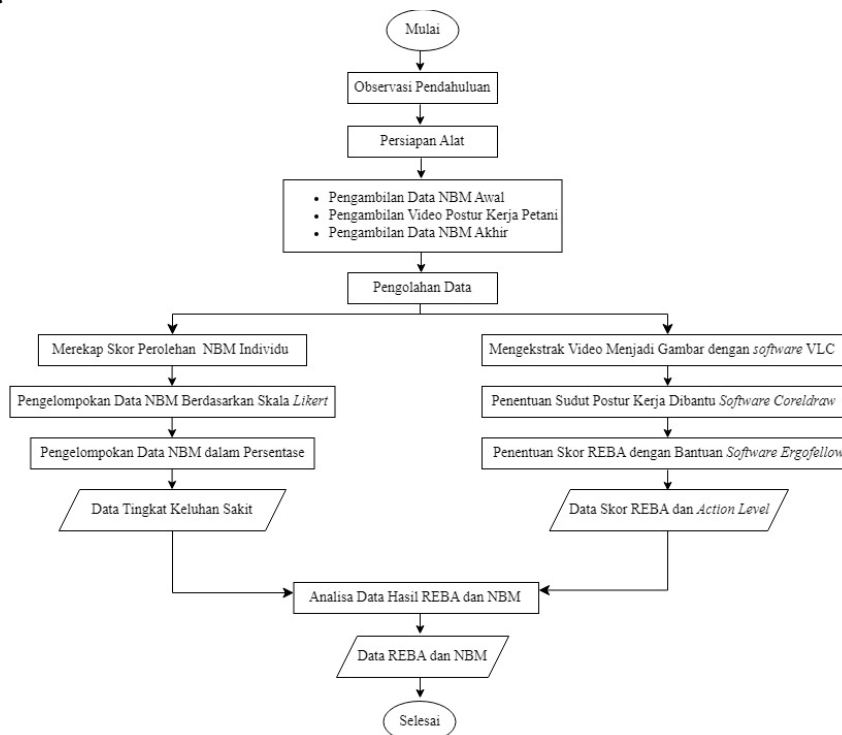 Mulai
Observasi Pendahuluan
Persiapan Alat
• Pengambilan Data NBM Awal
• Pengambilan Video Postur Kerja Petani
• Pengambilan Data NBM Akhir
Pengolahan Data
Merekap Skor Perolehan NBM Individu
Pengelompokan Data NBM Berdasarkan Skala Likert
Pengelompokan Data NBM dalam Persentase
Data Tingkat Keluhan Sakit
Mengekstrak Video Menjadi Gambar dengan software VLC
Penentuan Sudut Postur Kerja Dibantu Software Coreldraw
Penentuan Skor REBA dengan Bantuan Software Ergofellow
Data Skor REBA dan Action Level
Analisa Data Hasil REBA dan NBM
Data REBA dan NBM
Selesai